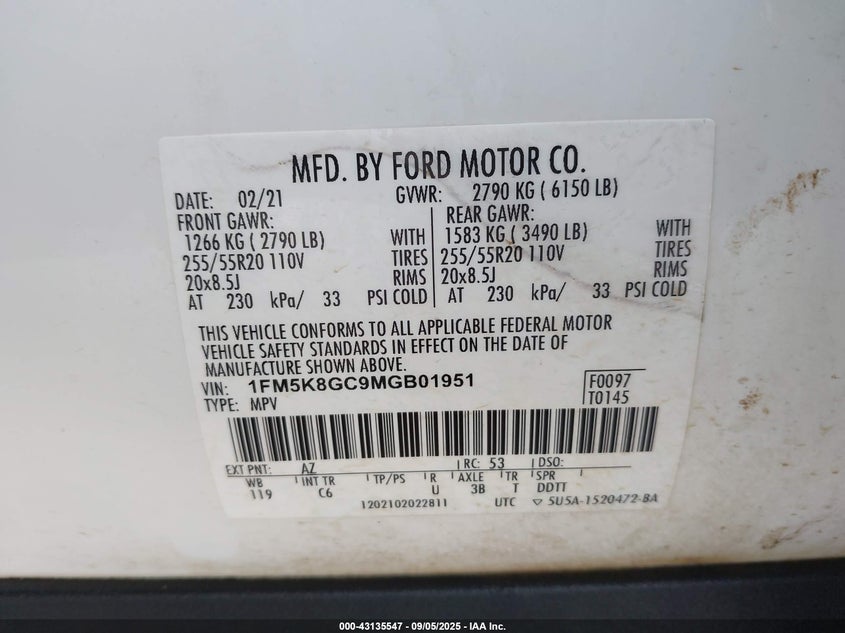 MFD. BY FORD MOTOR CO.
DATE: 02/21 GVWR: 2790 KG ( 6150 LB)
FRONT GAWR: REAR GAWR:
1266 KG ( 2790 LB) WITH 1583 KG ( 3490 LB) WITH
255/55R20 110V TIRES 255/55R20 110V TIRES
20x8.5J RIMS 20x8.5J RIMS
AT 230 kPa/ 33 PSI COLD AT 230 kPa/ 33 PSI COLD
THIS VEHICLE CONFORMS TO ALL APPLICABLE FEDERAL MOTOR
VEHICLE SAFETY STANDARDS IN EFFECT ON THE DATE OF
MANUFACTURE SHOWN ABOVE.
VIN: 1FM5K8GC9MGB01951 F0097
TYPE: MPV T0145
EXT PNT: AZ RC: 53 DSO:
WB INT TR TP/PS R AXLE TR SPR
119 C6 U 3B T DDTT
1202102022811 UTC ▽ 5U5A-1520472-BA
000-43135547 - 09/05/2025 - IAA Inc.